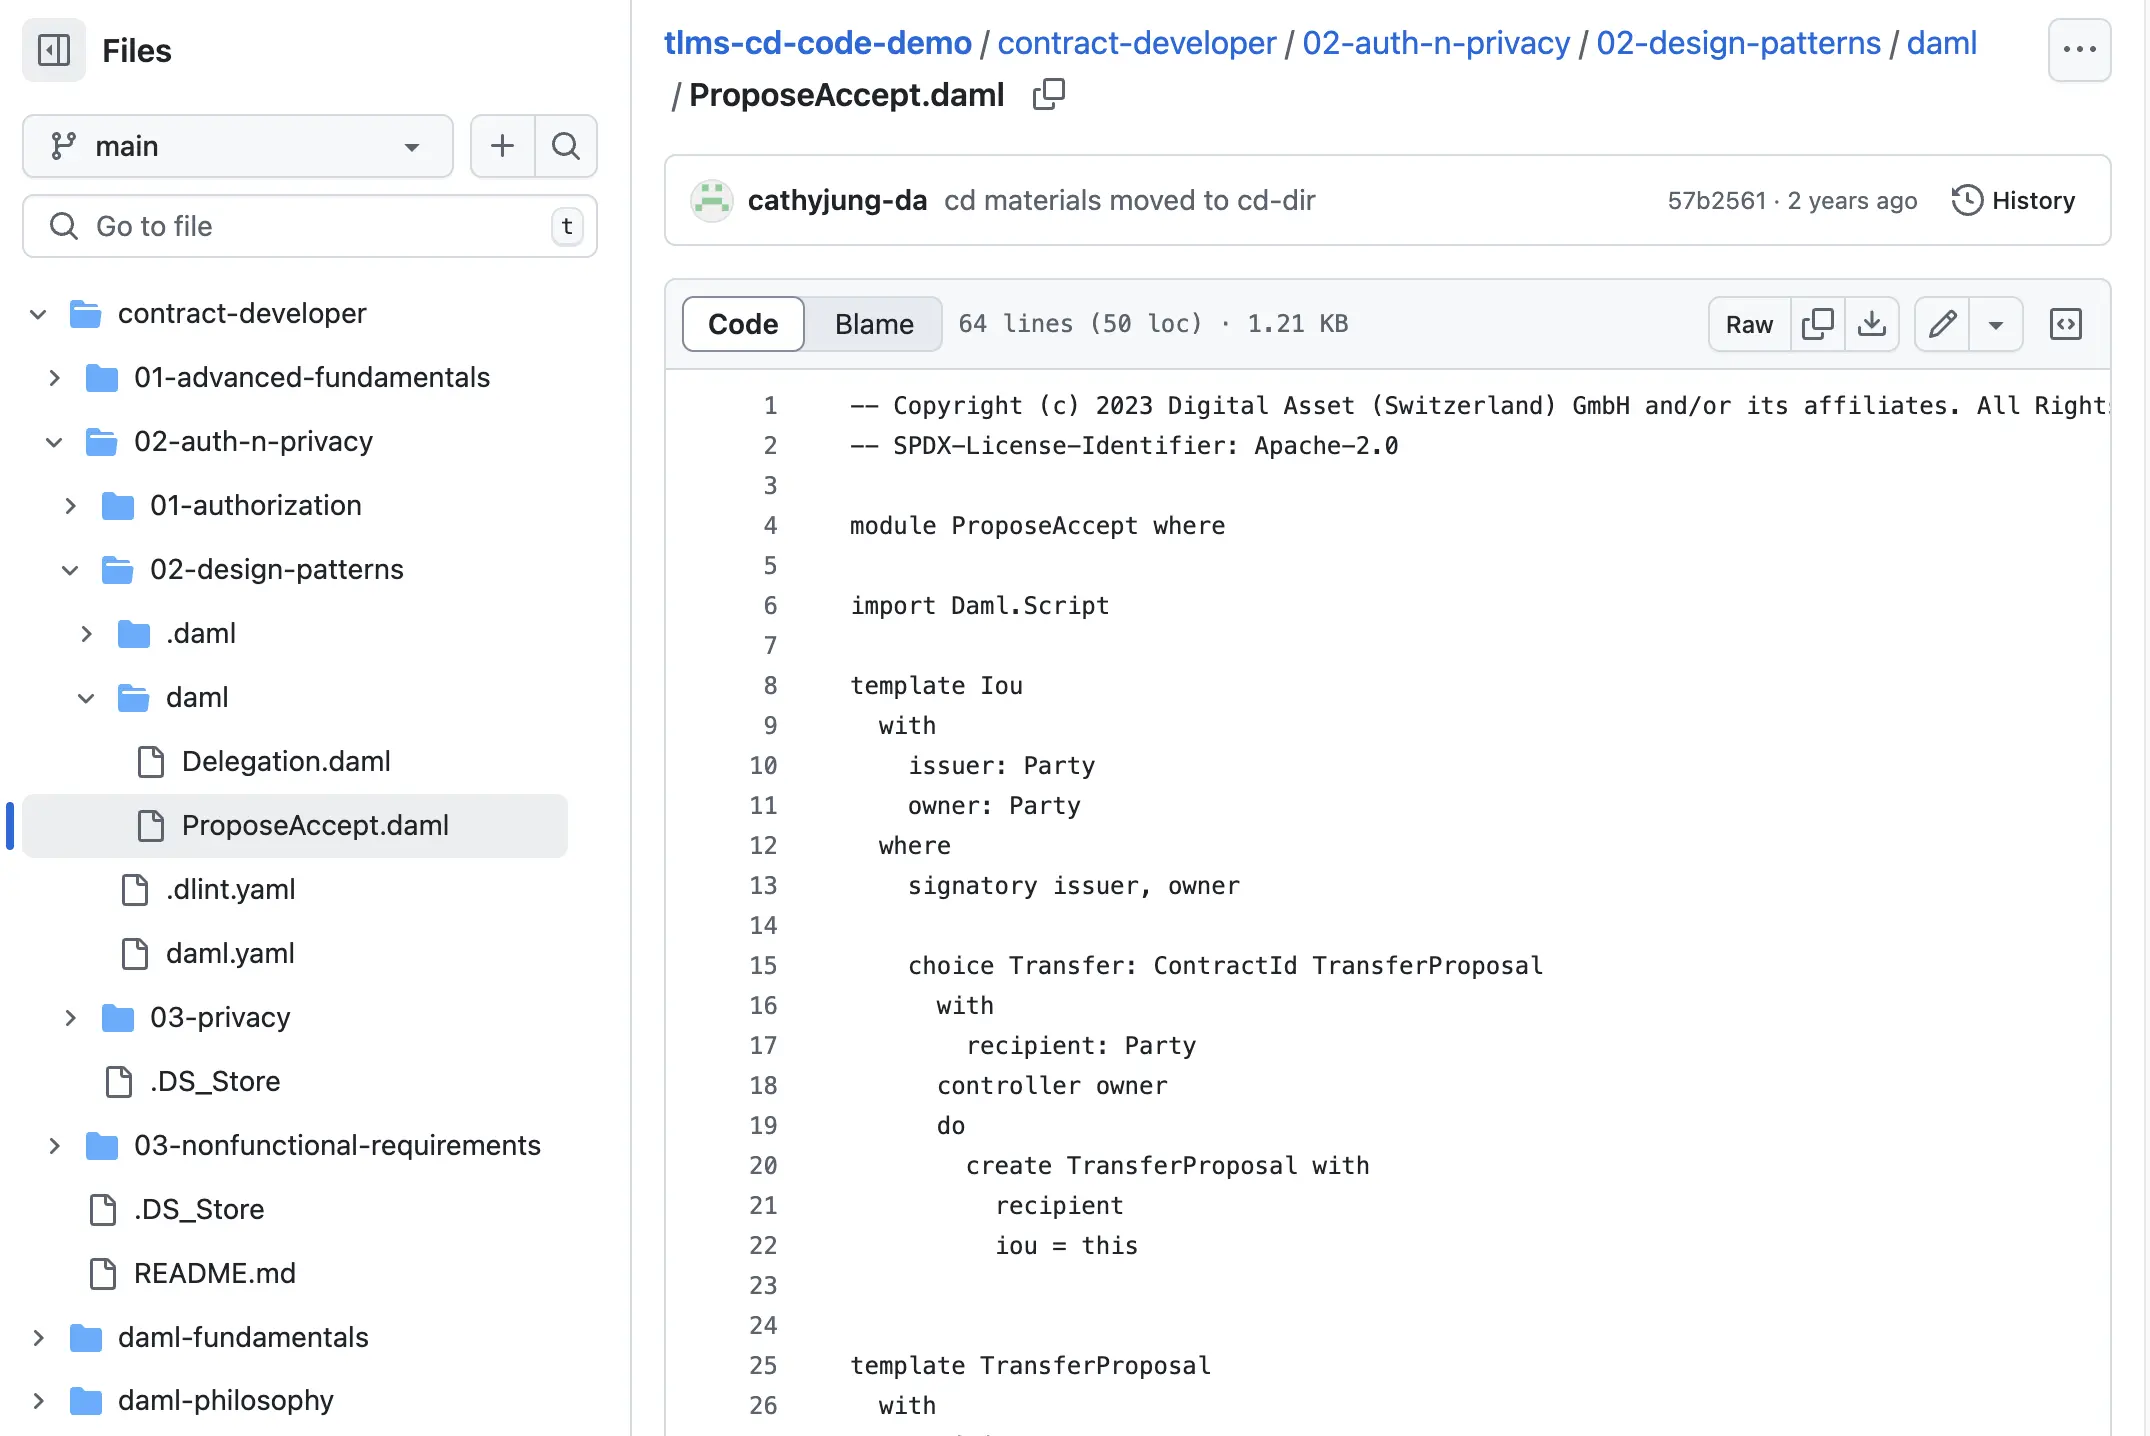 Files
main
Go to file
t
contract-developer
01-advanced-fundamentals
02-auth-n-privacy
01-authorization
02-design-patterns
.daml
daml
Delegation.daml
ProposeAccept.daml
.dlint.yaml
daml.yaml
03-privacy
.DS_Store
03-nonfunctional-requirements
.DS_Store
README.md
daml-fundamentals
daml-philosophy
tlms-cd-code-demo / contract-developer / 02-auth-n-privacy / 02-design-patterns / daml
/ ProposeAccept.daml
cathyjung-da cd materials moved to cd-dir 57b2561 · 2 years ago History
Code Blame 64 lines (50 loc) · 1.21 KB Raw
1 -- Copyright (c) 2023 Digital Asset (Switzerland) GmbH and/or its affiliates. All Rights
2 -- SPDX-License-Identifier: Apache-2.0
3
4 module ProposeAccept where
5
6 import Daml.Script
7
8 template Iou
9 with
10 issuer: Party
11 owner: Party
12 where
13 signatory issuer, owner
14
15 choice Transfer: ContractId TransferProposal
16 with
17 recipient: Party
18 controller owner
19 do
20 create TransferProposal with
21 recipient
22 iou = this
23
24
25 template TransferProposal
26 with